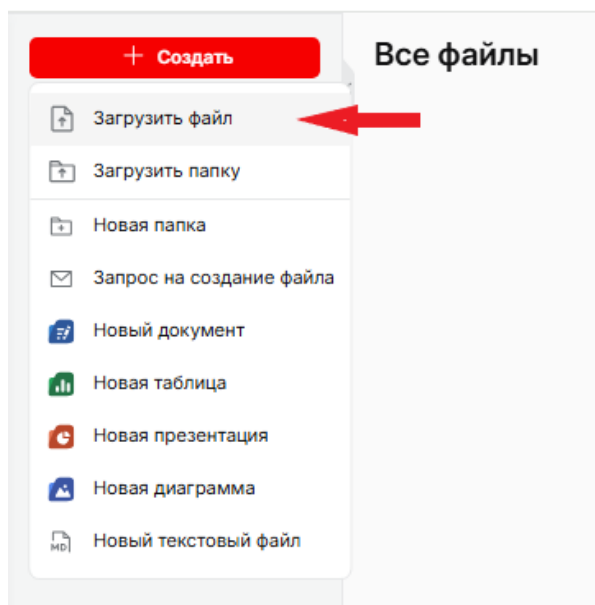 + Создать
Все файлы
Загрузить файл
Загрузить папку
Новая папка
Запрос на создание файла
Новый документ
Новая таблица
Новая презентация
Новая диаграмма
MD Новый текстовый файл